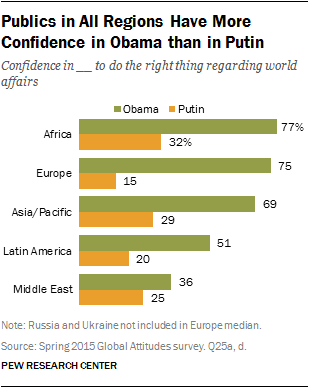 Publics in All Regions Have More
Confidence in Obama than in Putin
Confidence in __ to do the right thing regarding world
affairs
Obama Putin
Africa 77% 32%
Europe 75 15
Asia/Pacific 69 29
Latin America 51 20
Middle East 36 25
Note: Russia and Ukraine not included in Europe median.
Source: Spring 2015 Global Attitudes survey. Q25a, d.
PEW RESEARCH CENTER